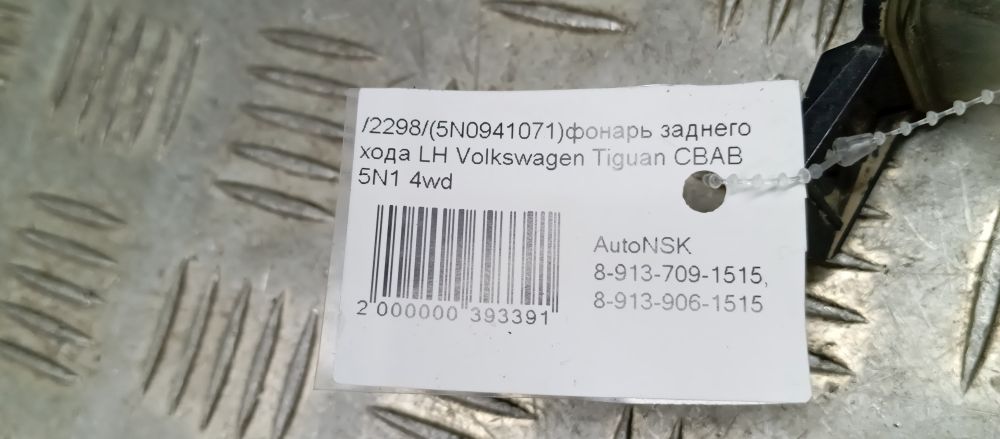 /2298/(5N0941071)фонарь заднего
хода LH Volkswagen Tiguan CBAB
5N1 4wd
AutoNSK
8-913-709-1515,
8-913-906-1515
2 000000 393391